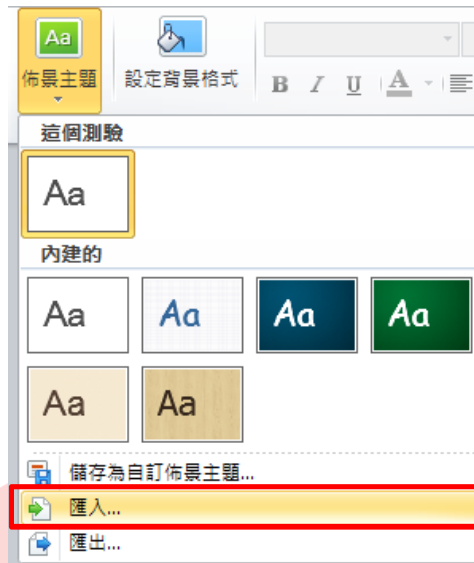 Aa
佈景主題
設定背景格式
B I U A
這個測驗
Aa
內建的
Aa Aa Aa Aa
Aa Aa
儲存為自訂佈景主題...
匯入...
匯出...